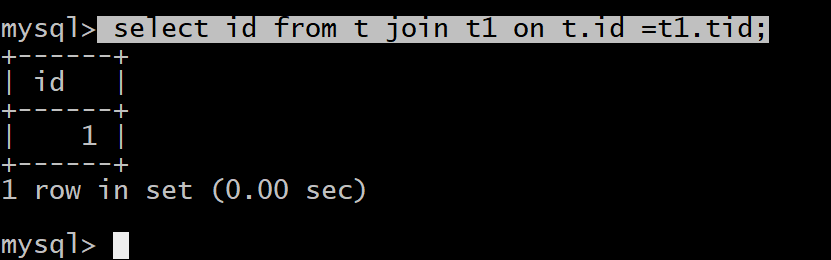 mysql> select id from t join t1 on t.id =t1.tid;
+------+
| id   |
+------+
|    1 |
+------+
1 row in set (0.00 sec)
mysql>